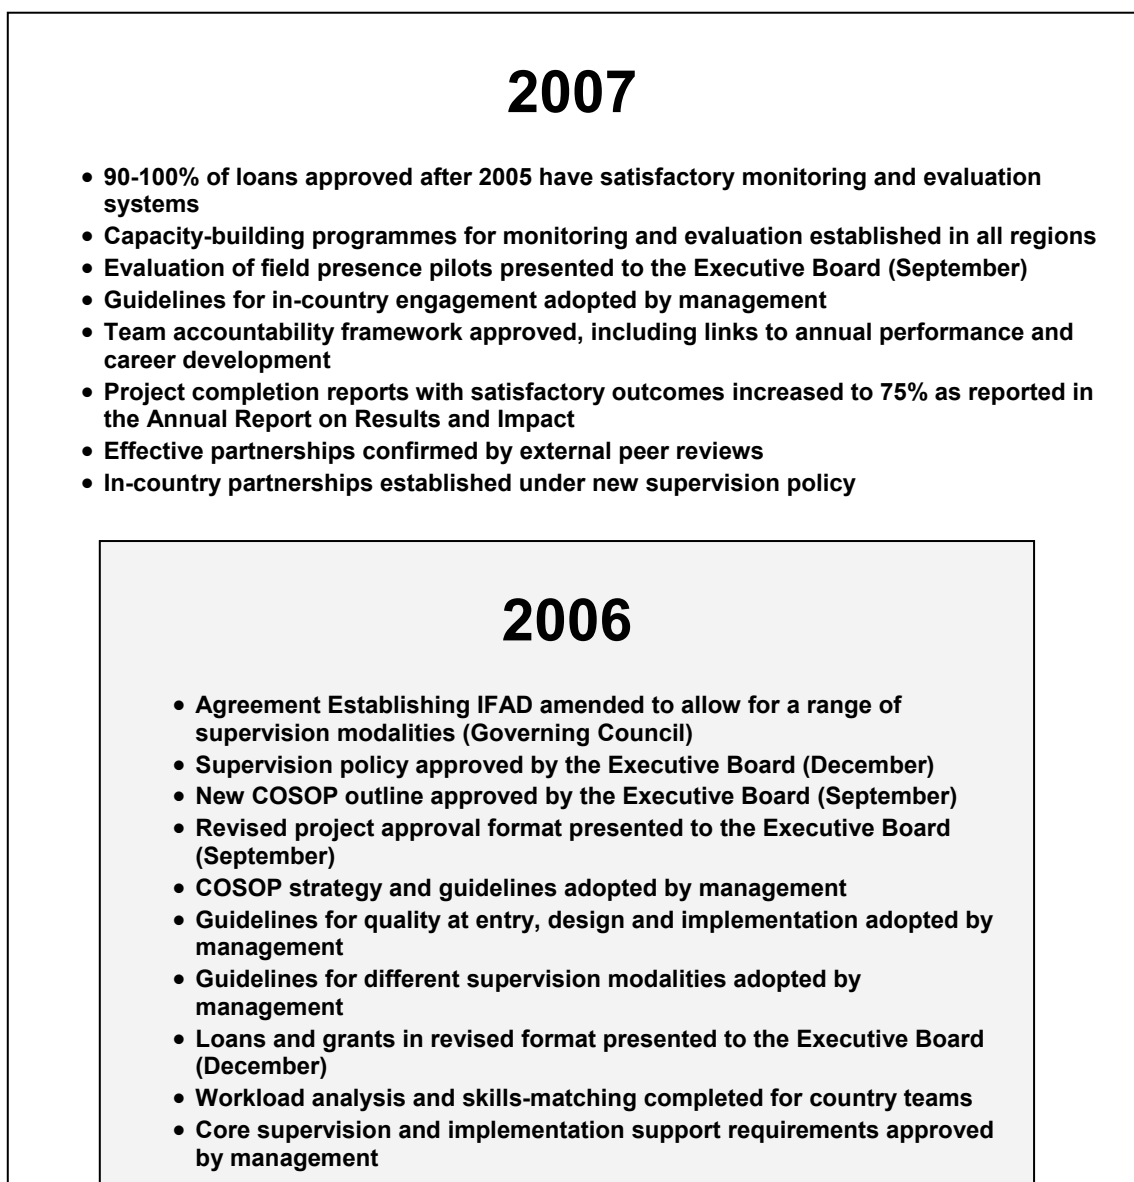 2007
• 90-100% of loans approved after 2005 have satisfactory monitoring and evaluation
systems
• Capacity-building programmes for monitoring and evaluation established in all regions
• Evaluation of field presence pilots presented to the Executive Board (September)
• Guidelines for in-country engagement adopted by management
• Team accountability framework approved, including links to annual performance and
career development
• Project completion reports with satisfactory outcomes increased to 75% as reported in
the Annual Report on Results and Impact
• Effective partnerships confirmed by external peer reviews
• In-country partnerships established under new supervision policy
2006
• Agreement Establishing IFAD amended to allow for a range of
supervision modalities (Governing Council)
• Supervision policy approved by the Executive Board (December)
• New COSOP outline approved by the Executive Board (September)
• Revised project approval format presented to the Executive Board
(September)
• COSOP strategy and guidelines adopted by management
• Guidelines for quality at entry, design and implementation adopted by
management
• Guidelines for different supervision modalities adopted by
management
• Loans and grants in revised format presented to the Executive Board
(December)
• Workload analysis and skills-matching completed for country teams
• Core supervision and implementation support requirements approved
by management